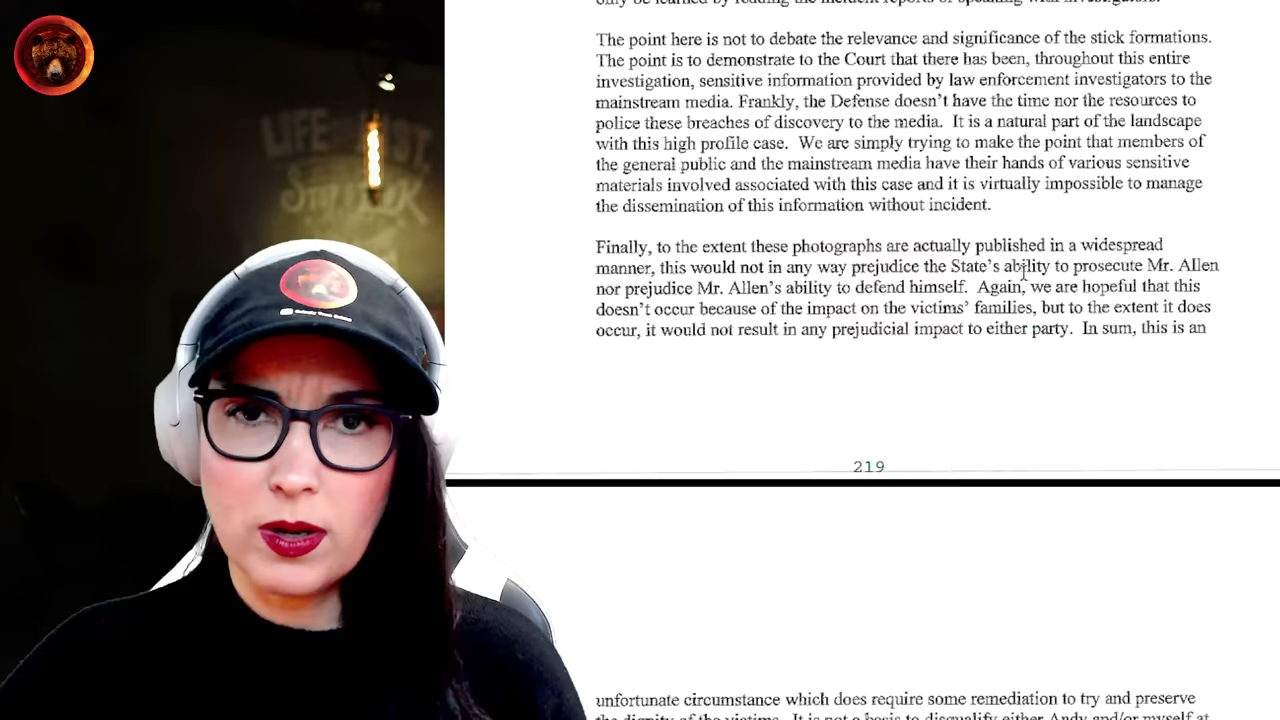 The point here is not to debate the relevance and significance of the stick formations.
The point is to demonstrate to the Court that there has been, throughout this entire
investigation, sensitive information provided by law enforcement investigators to the
mainstream media. Frankly, the Defense doesn't have the time nor the resources to
police these breaches of discovery to the media. It is a natural part of the landscape
with this high profile case. We are simply trying to make the point that members of
the general public and the mainstream media have their hands of various sensitive
materials involved associated with this case and it is virtually impossible to manage
the dissemination of this information without incident.
Finally, to the extent these photographs are actually published in a widespread
manner, this would not in any way prejudice the State's ability to prosecute Mr. Allen
nor prejudice Mr. Allen's ability to defend himself. Again, we are hopeful that this
doesn't occur because of the impact on the victims' families, but to the extent it does
occur, it would not result in any prejudicial impact to either party. In sum, this is an
219
unfortunate circumstance which does require some remediation to try and preserve
LIFE